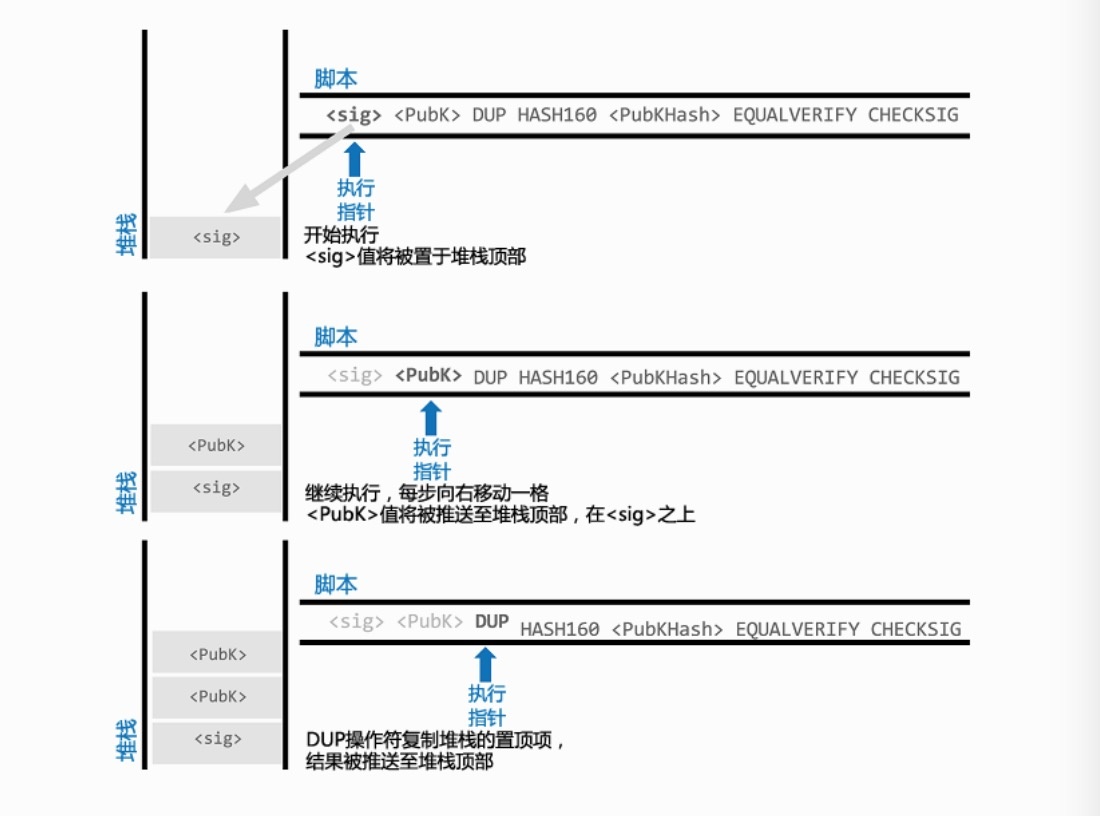 脚本
<sig> <PubK> DUP HASH160 <PubKHash> EQUALVERIFY CHECKSIG
执行
指针
堆栈
<sig>
开始执行
<sig>值将被置于堆栈顶部
脚本
<sig> <PubK> DUP HASH160 <PubKHash> EQUALVERIFY CHECKSIG
执行
指针
堆栈
<PubK>
<sig>
继续执行，每步向右移动一格
<PubK>值将被推送至堆栈顶部，在<sig>之上
脚本
<sig> <PubK> DUP HASH160 <PubKHash> EQUALVERIFY CHECKSIG
执行
指针
堆栈
<PubK>
<PubK>
<sig>
DUP操作符复制堆栈的置顶项，
结果被推送至堆栈顶部